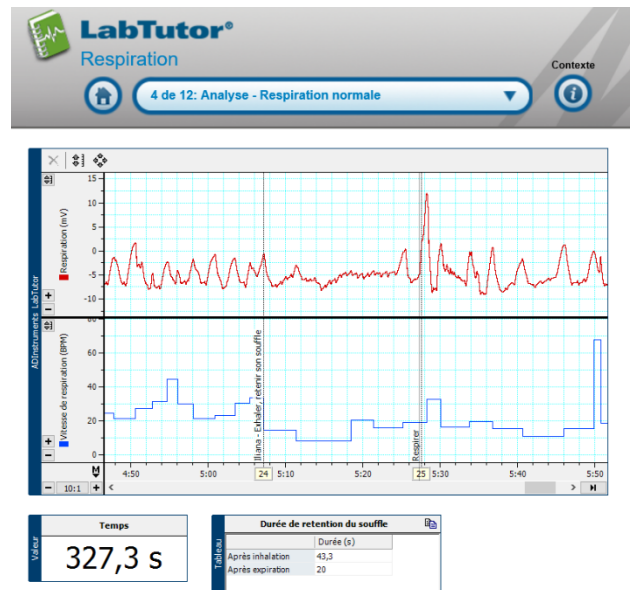 LabTutor®
Respiration
Contexte
4 de 12: Analyse - Respiration normale
ADInstruments LabTutor
Respiration (mV)
15
10
5
0
-5
-10
Vitesse de respiration (BPM)
80
60
40
20
0
Iliana - Exhaler, retenir son souffle
Respirer
4:50 5:00 24 5:10 5:20 25 5:30 5:40 5:50
10:1
Valeur
Temps
327,3 s
Tableau
Durée de retention du souffle
Durée (s)
Après inhalation 43,3
Après expiration 20